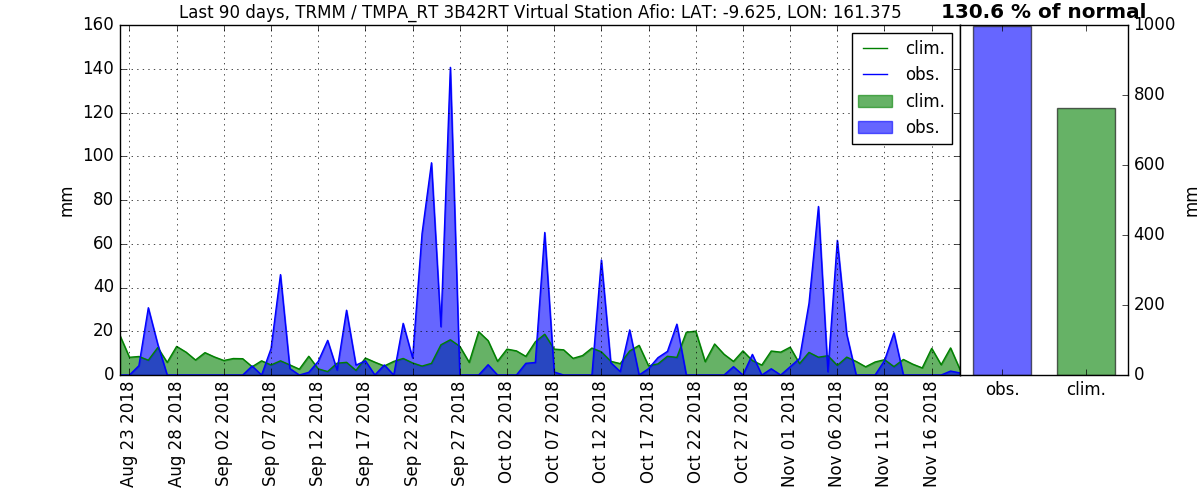 Last 90 days, TRMM / TMPA_RT 3B42RT Virtual Station Afio: LAT: -9.625, LON: 161.375
130.6 % of normal
160
140
120
100
80
60
40
20
0
mm
clim.
obs.
clim.
obs.
Aug 23 2018
Aug 28 2018
Sep 02 2018
Sep 07 2018
Sep 12 2018
Sep 17 2018
Sep 22 2018
Sep 27 2018
Oct 02 2018
Oct 07 2018
Oct 12 2018
Oct 17 2018
Oct 22 2018
Oct 27 2018
Nov 01 2018
Nov 06 2018
Nov 11 2018
Nov 16 2018
obs.
clim.
1000
800
600
400
200
0
mm